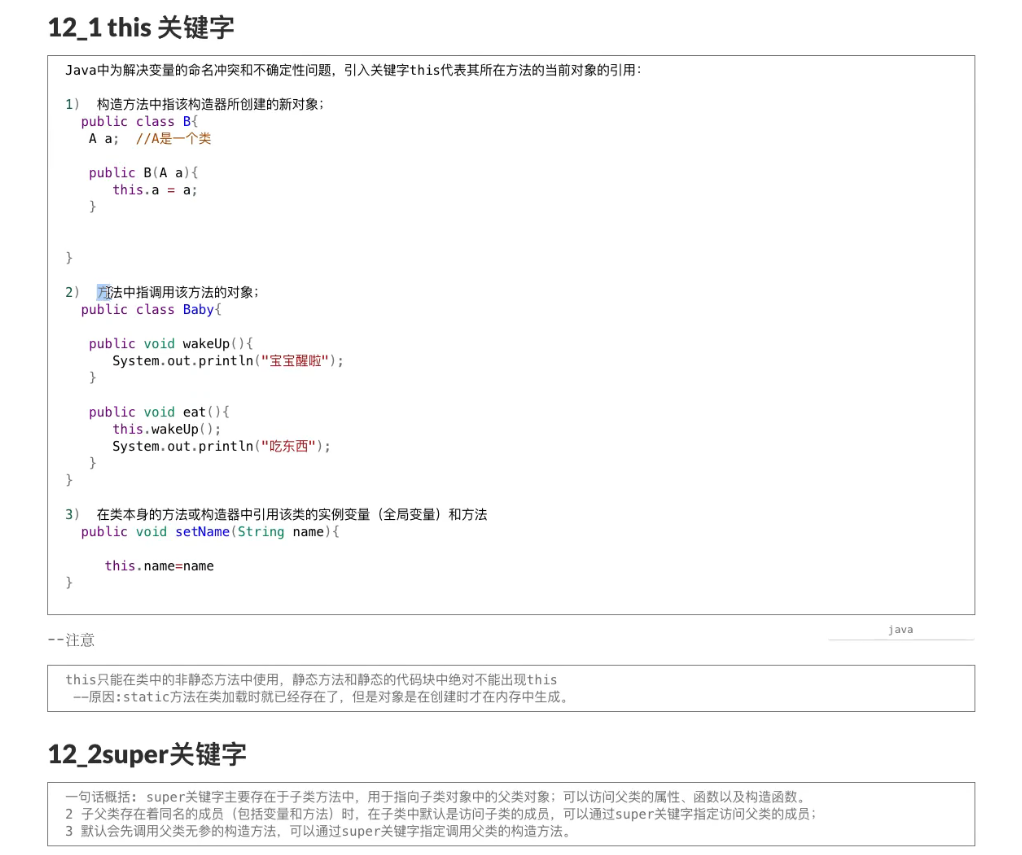 12_1 this 关键字
Java中为解决变量的命名冲突和不确定性问题，引入关键字this代表其所在方法的当前对象的引用：
1） 构造方法中指该构造器所创建的新对象；
public class B{
A a;  //A是一个类
public B(A a){
this.a = a;
}
}
2） 方法中指调用该方法的对象；
public class Baby{
public void wakeUp(){
System.out.println("宝宝醒啦");
}
public void eat(){
this.wakeUp();
System.out.println("吃东西");
}
}
3） 在类本身的方法或构造器中引用该类的实例变量（全局变量）和方法
public void setName(String name){
this.name=name
}
java
--注意
this只能在类中的非静态方法中使用，静态方法和静态的代码块中绝对不能出现this
——原因:static方法在类加载时就已经存在了，但是对象是在创建时才在内存中生成。
12_2super关键字
一句话概括: super关键字主要存在于子类方法中，用于指向子类对象中的父类对象；可以访问父类的属性、函数以及构造函数。
2 子父类存在着同名的成员（包括变量和方法）时，在子类中默认是访问子类的成员，可以通过super关键字指定访问父类的成员；
3 默认会先调用父类无参的构造方法，可以通过super关键字指定调用父类的构造方法。